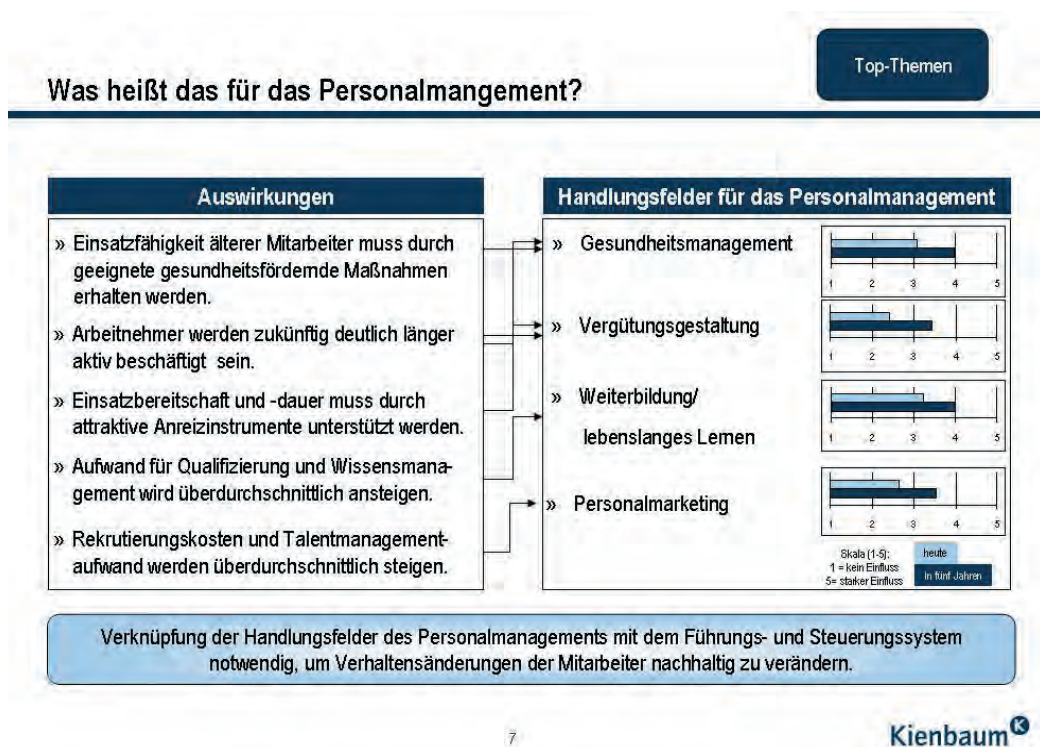 Top-Themen
Was heißt das für das Personalmangement?
Auswirkungen
» Einsatzfähigkeit älterer Mitarbeiter muss durch
geeignete gesundheitsfördernde Maßnahmen
erhalten werden.
» Arbeitnehmer werden zukünftig deutlich länger
aktiv beschäftigt sein.
» Einsatzbereitschaft und -dauer muss durch
attraktive Anreizinstrumente unterstützt werden.
» Aufwand für Qualifizierung und Wissensmana-
gement wird überdurchschnittlich ansteigen.
» Rekrutierungskosten und Talentmanagement-
aufwand werden überdurchschnittlich steigen.
Handlungsfelder für das Personalmanagement
» Gesundheitsmanagement
1 2 3 4 5
» Vergütungsgestaltung
1 2 3 4 5
» Weiterbildung/
lebenslanges Lernen
1 2 3 4 5
» Personalmarketing
1 2 3 4 5
Skala (1-5):
1 = kein Einfluss
5= starker Einfluss
heute
In fünf Jahren
Verknüpfung der Handlungsfelder des Personalmanagements mit dem Führungs- und Steuerungssystem
notwendig, um Verhaltensänderungen der Mitarbeiter nachhaltig zu verändern.
7
Kienbaum K